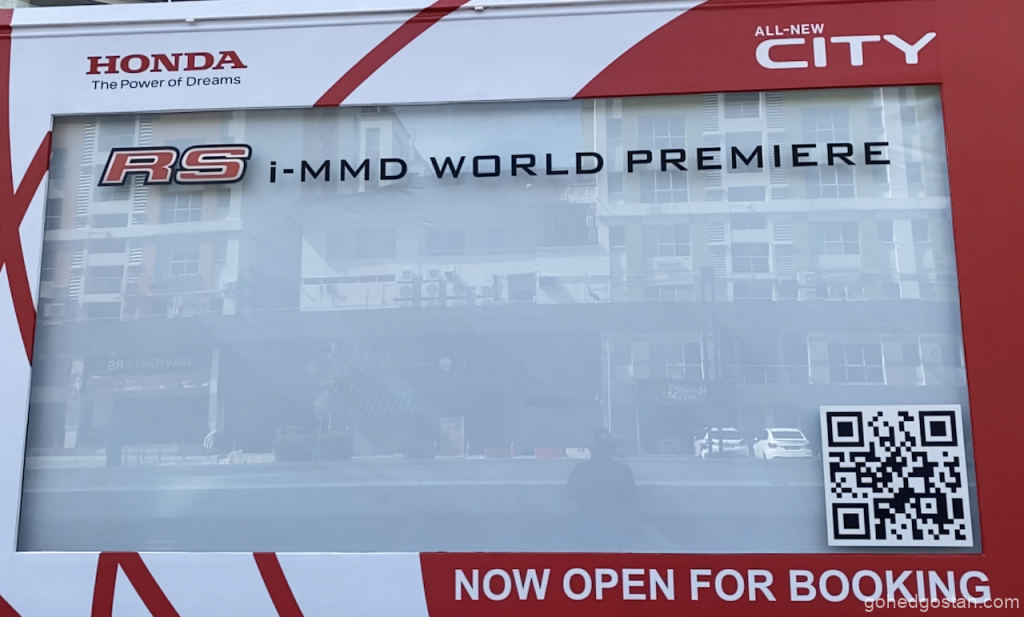 HONDA
The Power of Dreams
ALL-NEW
CITY
RS i-MMD WORLD PREMIERE
NOW OPEN FOR BOOKING
gohedgostan.com